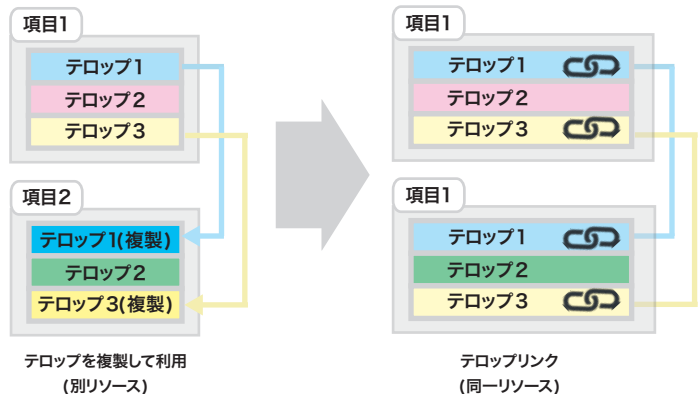 項目1
テロップ1
テロップ2
テロップ3
項目2
テロップ1(複製)
テロップ2
テロップ3(複製)
テロップを複製して利用
(別リソース)
項目1
テロップ1
テロップ2
テロップ3
項目1
テロップ1
テロップ2
テロップ3
テロップリンク
(同一リソース)